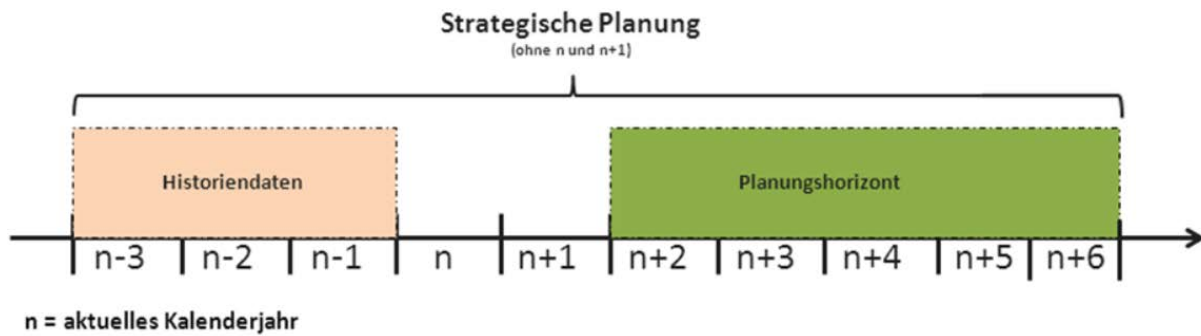 Strategische Planung
(ohne n und n+1)
Historiendaten
Planungshorizont
n-3 n-2 n-1 n n+1 n+2 n+3 n+4 n+5 n+6
n = aktuelles Kalenderjahr